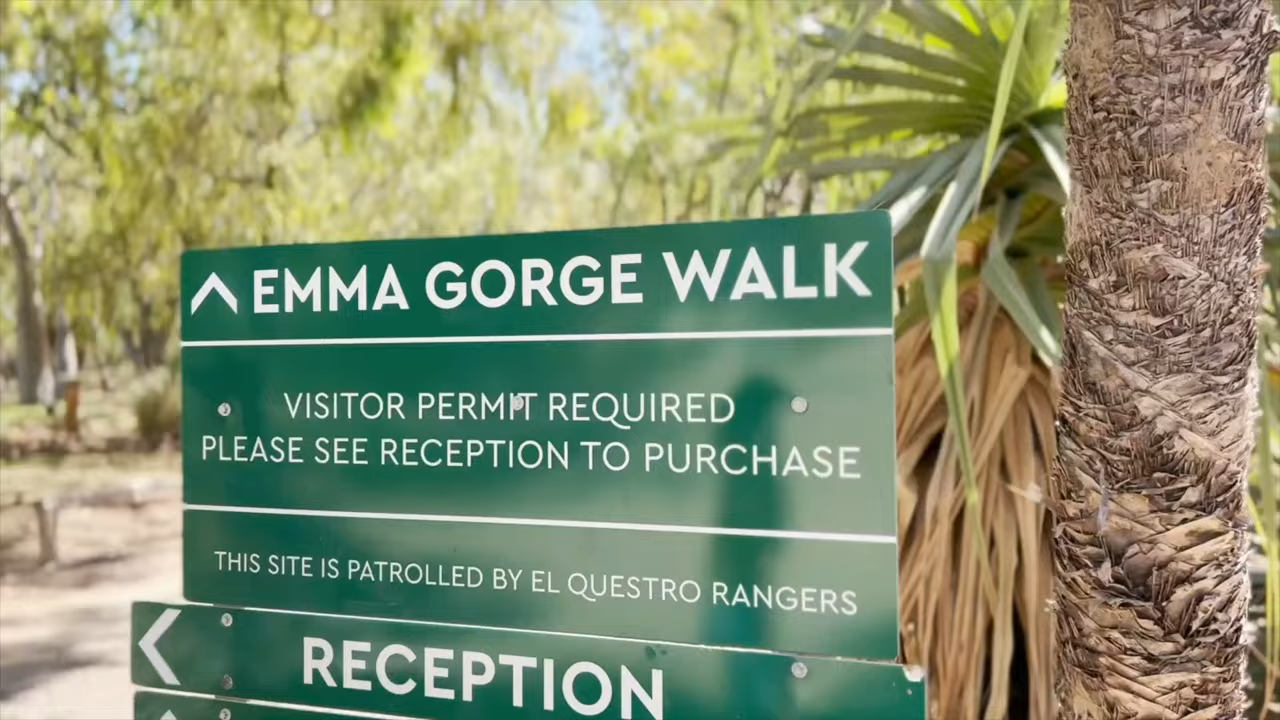 EMMA GORGE WALK
VISITOR PERMIT REQUIRED
PLEASE SEE RECEPTION TO PURCHASE
THIS SITE IS PATROLLED BY EL QUESTRO RANGERS
RECEPTION